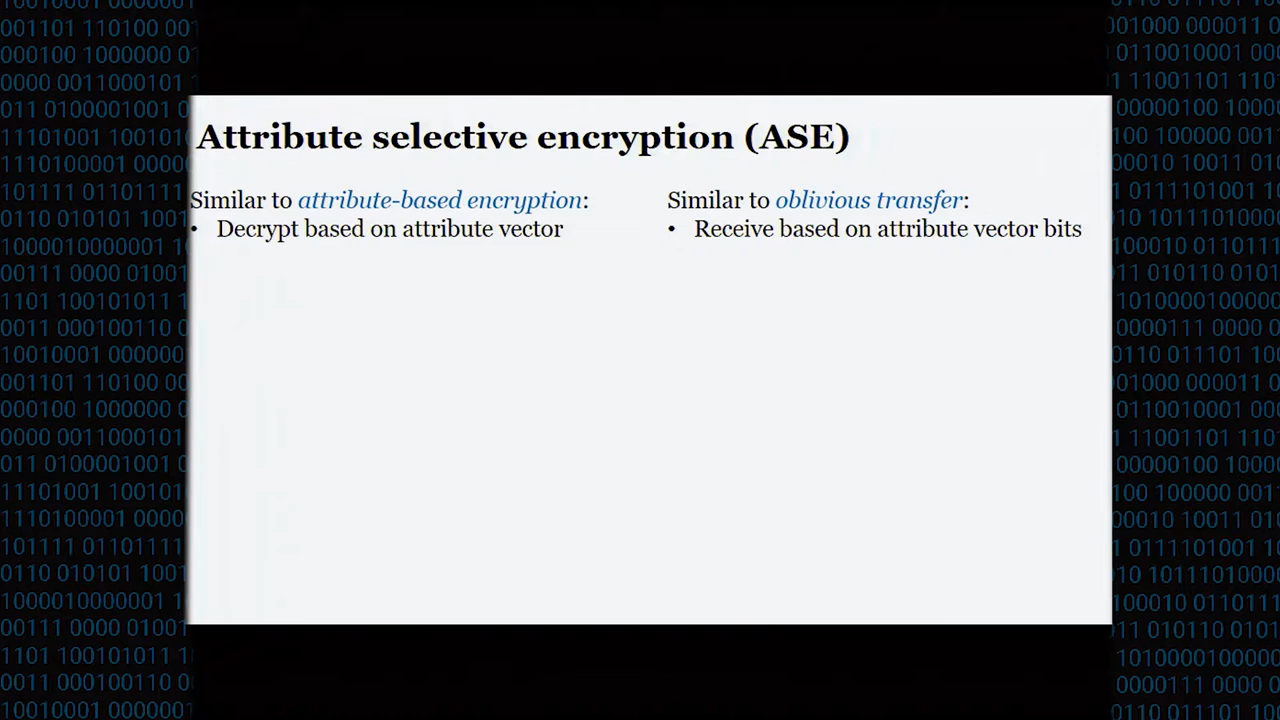 Attribute selective encryption (ASE)
Similar to attribute-based encryption:
• Decrypt based on attribute vector
Similar to oblivious transfer:
• Receive based on attribute vector bits